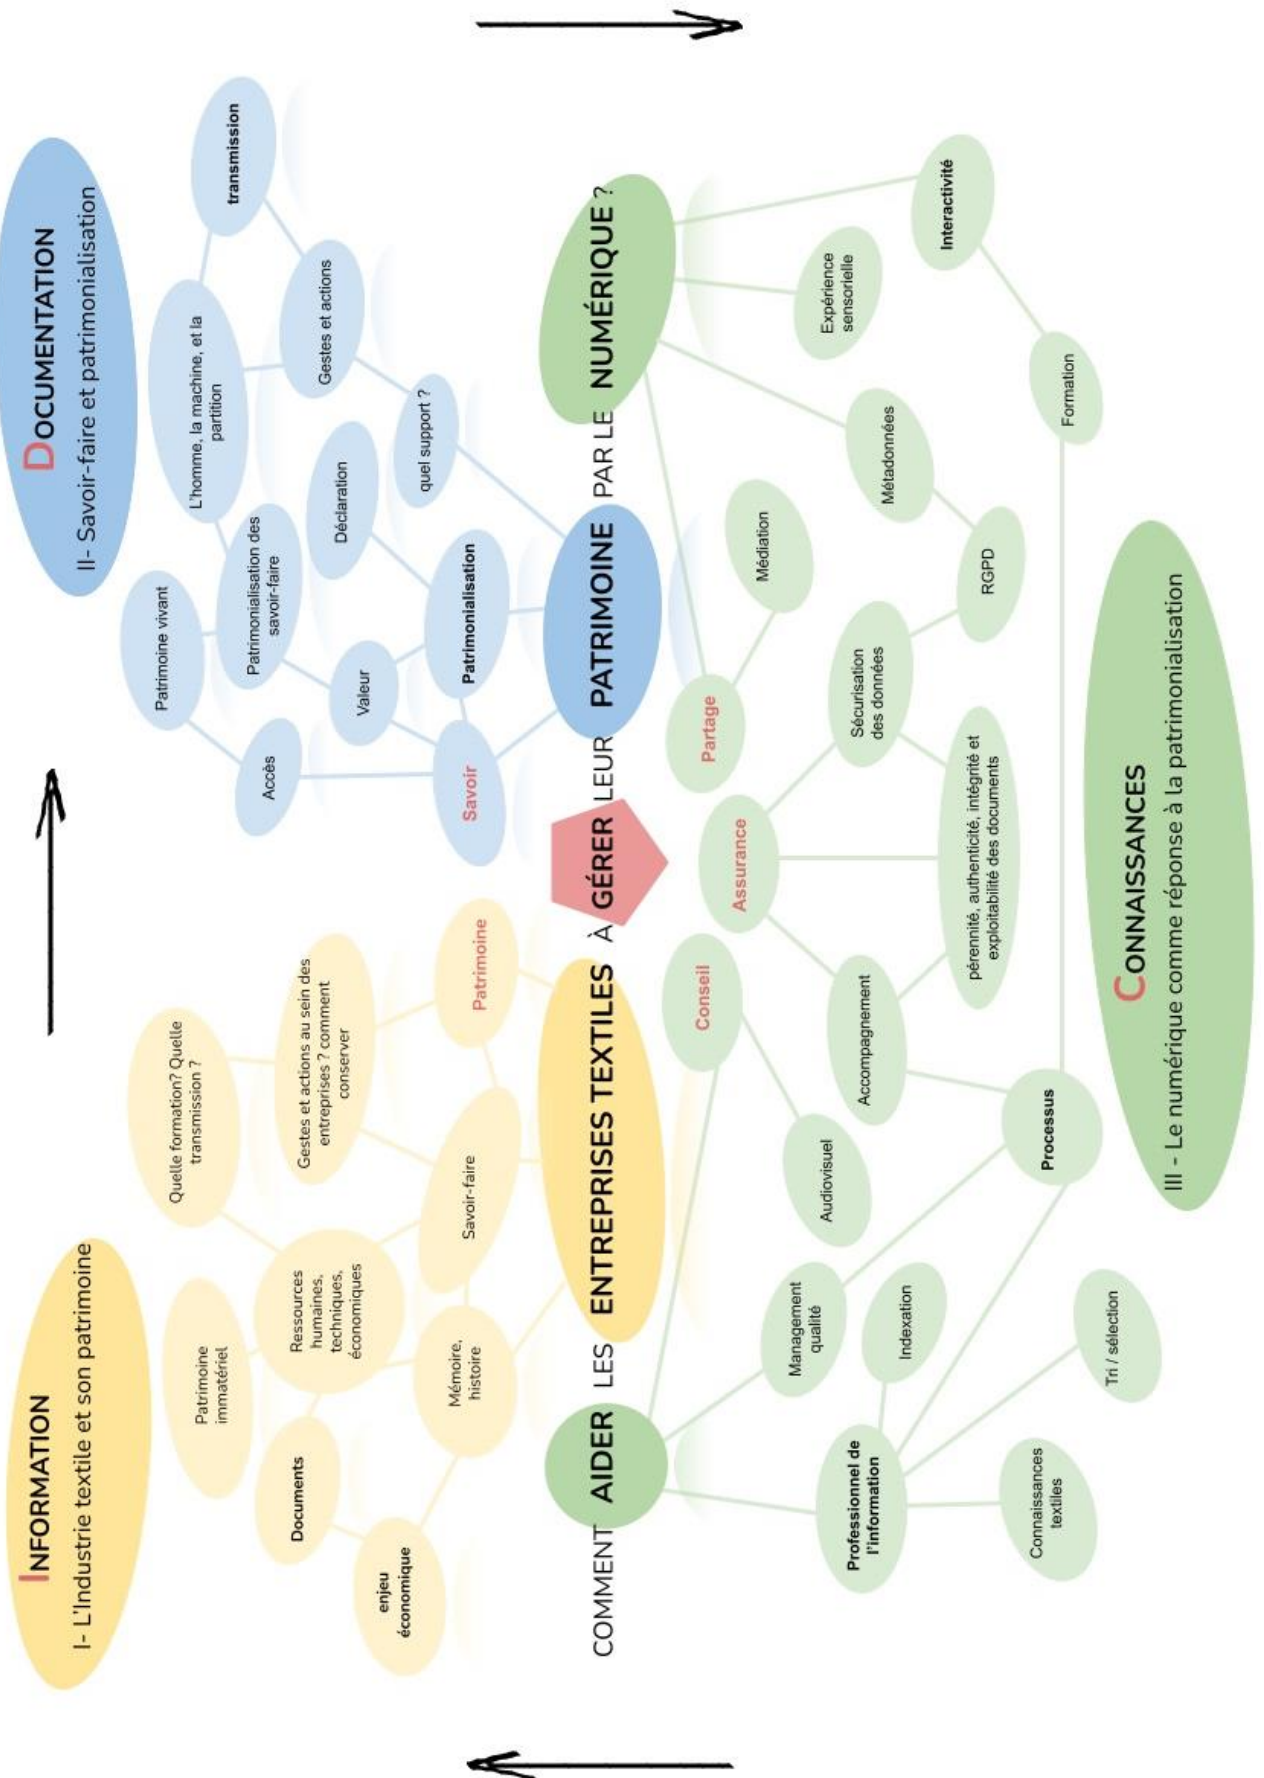 INFORMATION
I- L'Industrie textile et son patrimoine
DOCUMENTATION
II- Savoir-faire et patrimonialisation
Patrimoine
immatériel
Quelle formation? Quelle
transmission ?
Documents
Ressources
humaines,
techniques,
économiques
Gestes et actions au sein des
entreprises ? comment
conserver
enjeu
économique
Mémoire,
histoire
Savoir-faire
Patrimoine
Patrimoine vivant
L'homme, la machine, et la
partition
transmission
Accès
Patrimonialisation des
savoir-faire
Gestes et actions
Valeur
Déclaration
quel support ?
Savoir
Patrimonialisation
COMMENT AIDER LES ENTREPRISES TEXTILES À GÉRER LEUR PATRIMOINE PAR LE NUMÉRIQUE ?
Conseil
Assurance
Partage
Médiation
Management
qualité
Audiovisuel
Accompagnement
Sécurisation
des données
Métadonnées
Expérience
sensorielle
Professionnel de
l'information
Indexation
pérennité, authenticité, intégrité et
exploitabilité des documents
RGPD
Interactivité
Connaissances
textiles
Tri / sélection
Processus
Formation
CONNAISSANCES
III - Le numérique comme réponse à la patrimonialisation